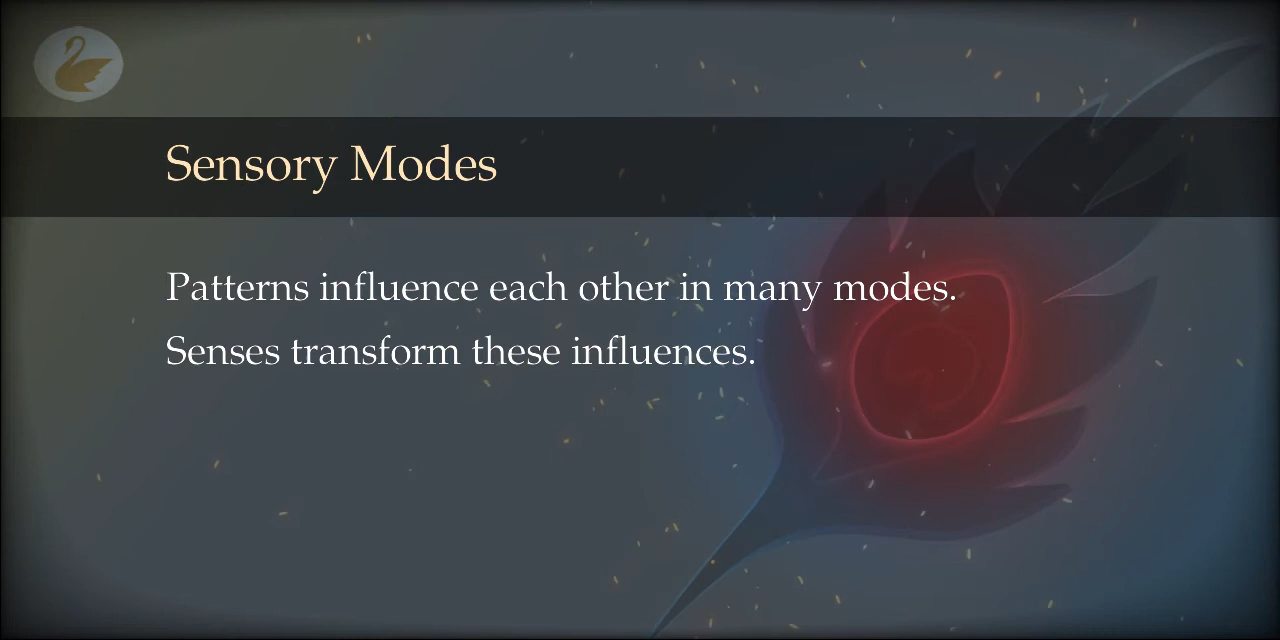 Sensory Modes
Patterns influence each other in many modes.
Senses transform these influences.